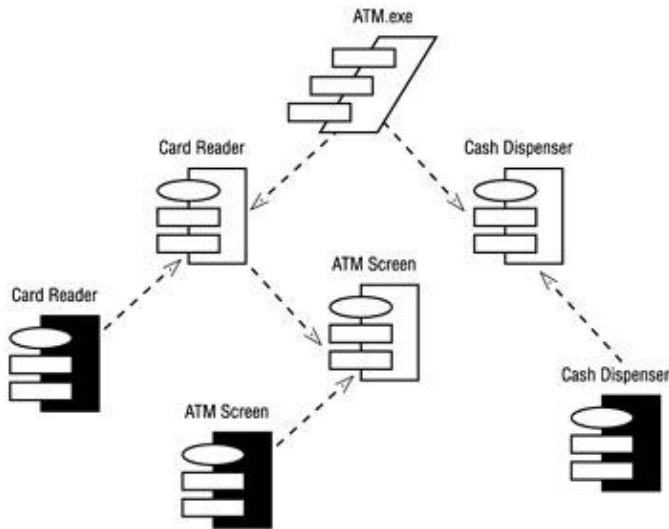 ATM.exe
Card Reader
Cash Dispenser
ATM Screen
Card Reader
Cash Dispenser
ATM Screen